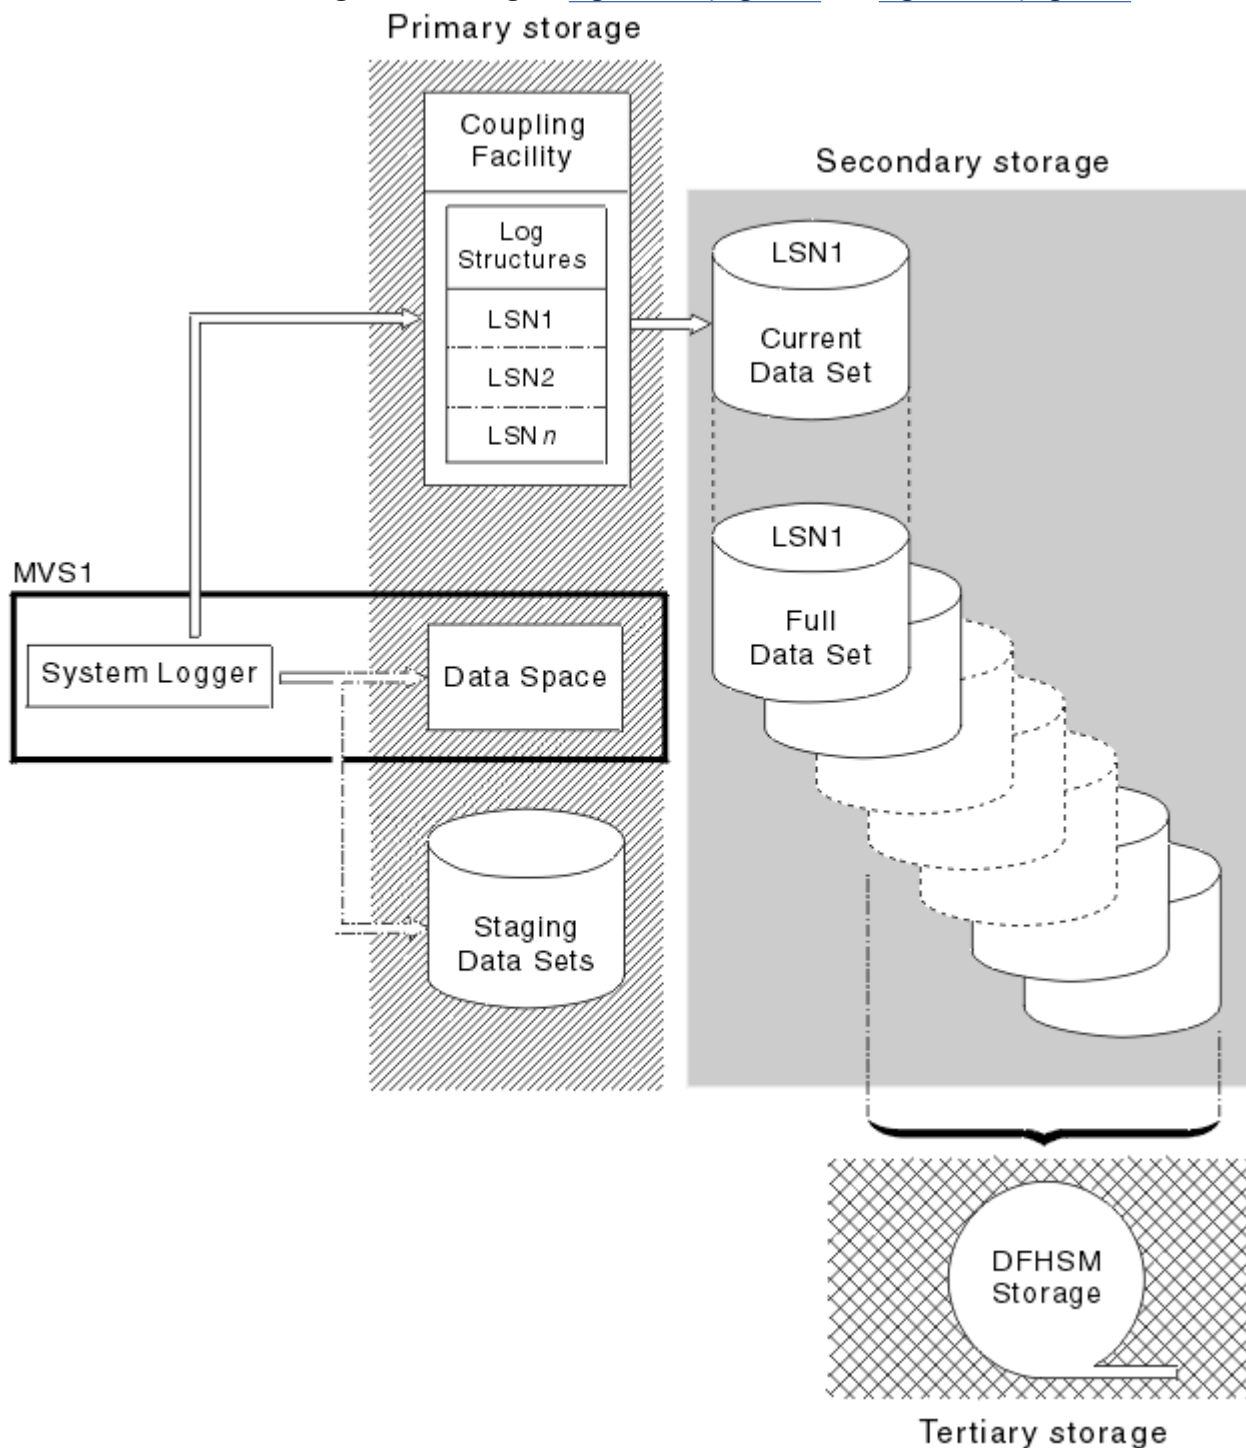 Primary storage
Coupling
Facility
Log
Structures
LSN1
LSN2
LSNn
Secondary storage
LSN1
Current
Data Set
LSN1
Full
Data Set
MVS1
System Logger
Data Space
Staging
Data Sets
DFHSM
Storage
Tertiary storage